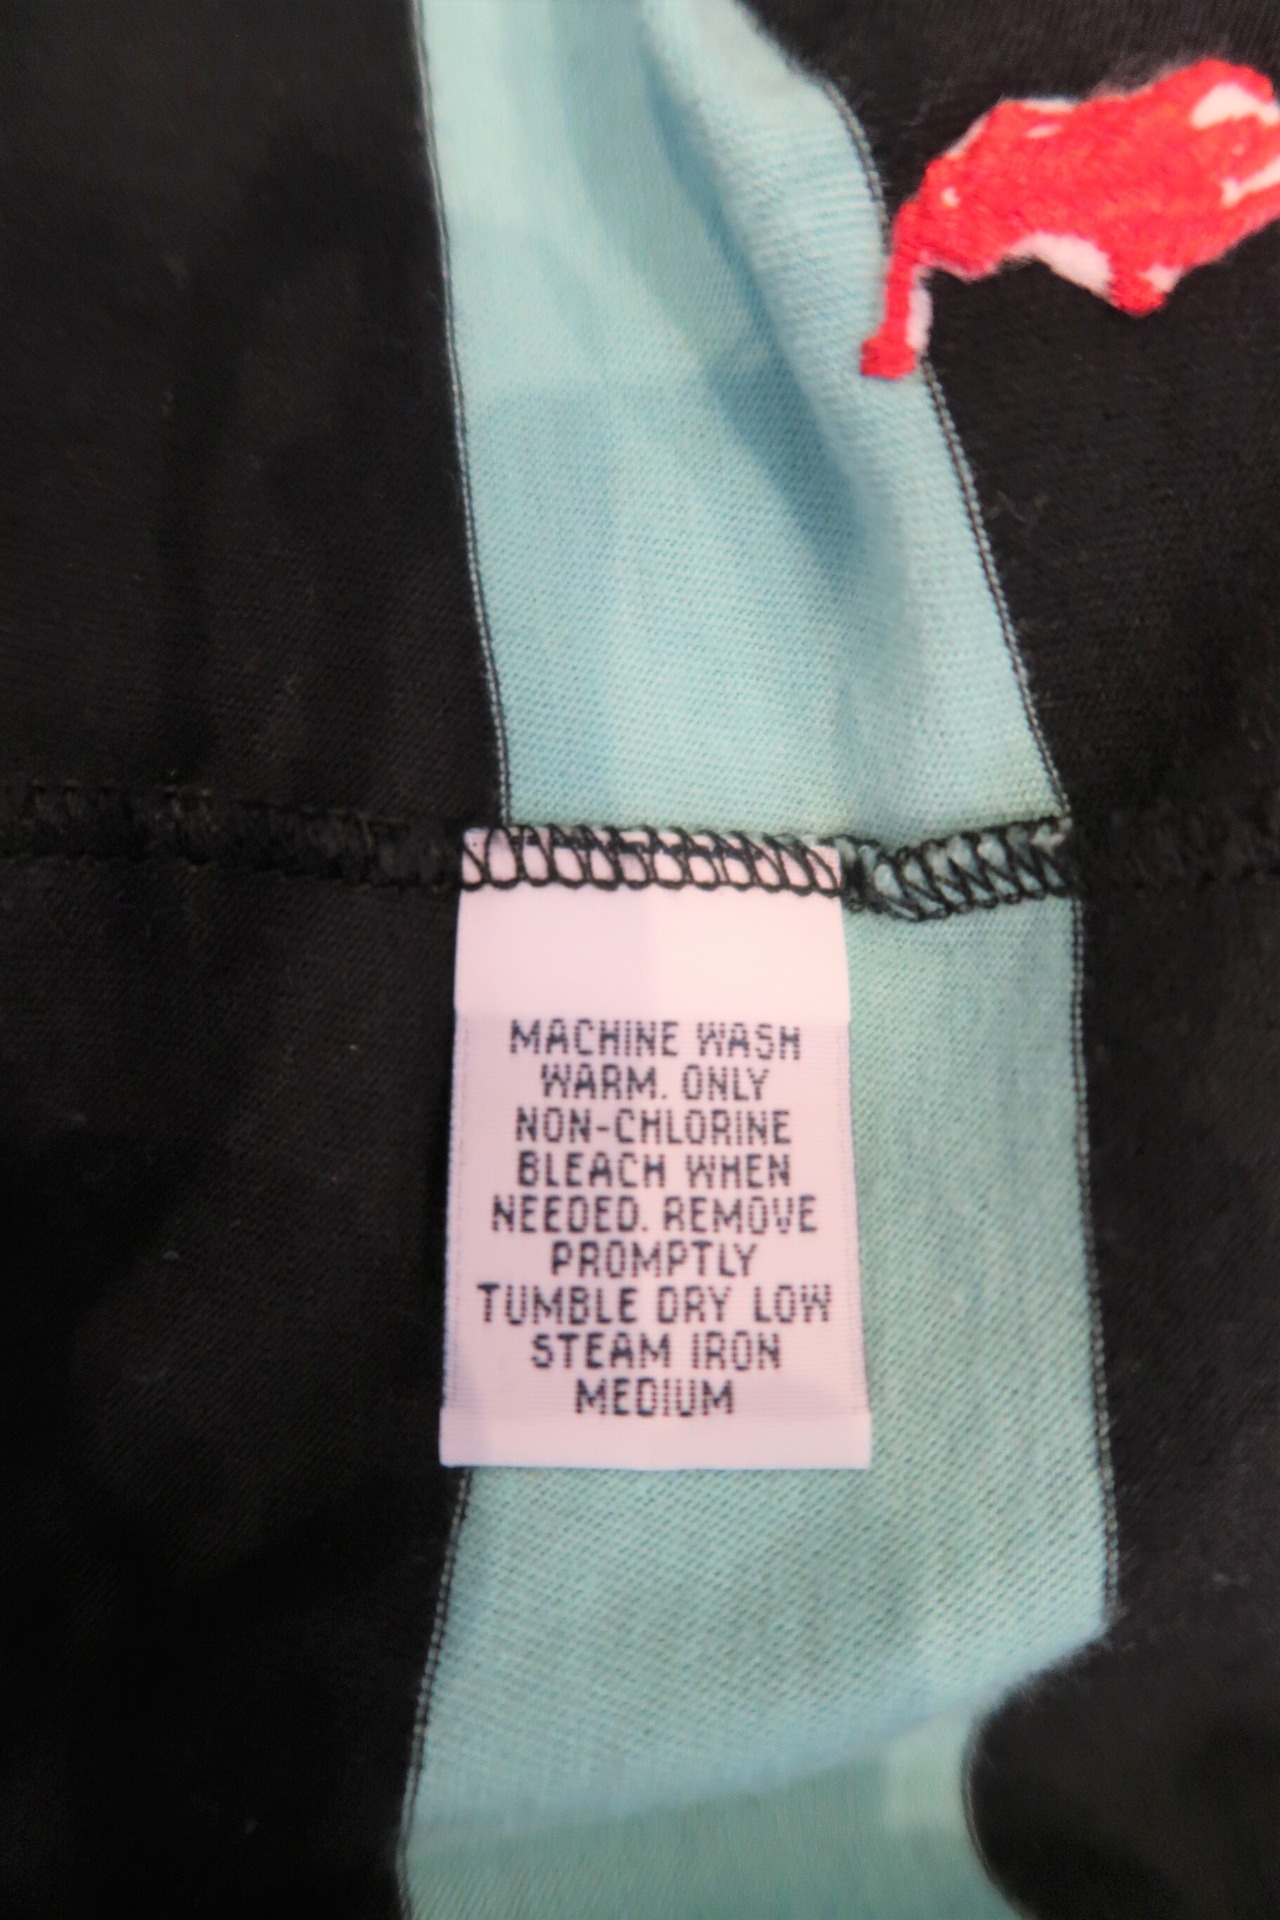 MACHINE WASH
WARM. ONLY
NON-CHLORINE
BLEACH WHEN
NEEDED. REMOVE
PROMPTLY
TUMBLE DRY LOW
STEAM IRON
MEDIUM